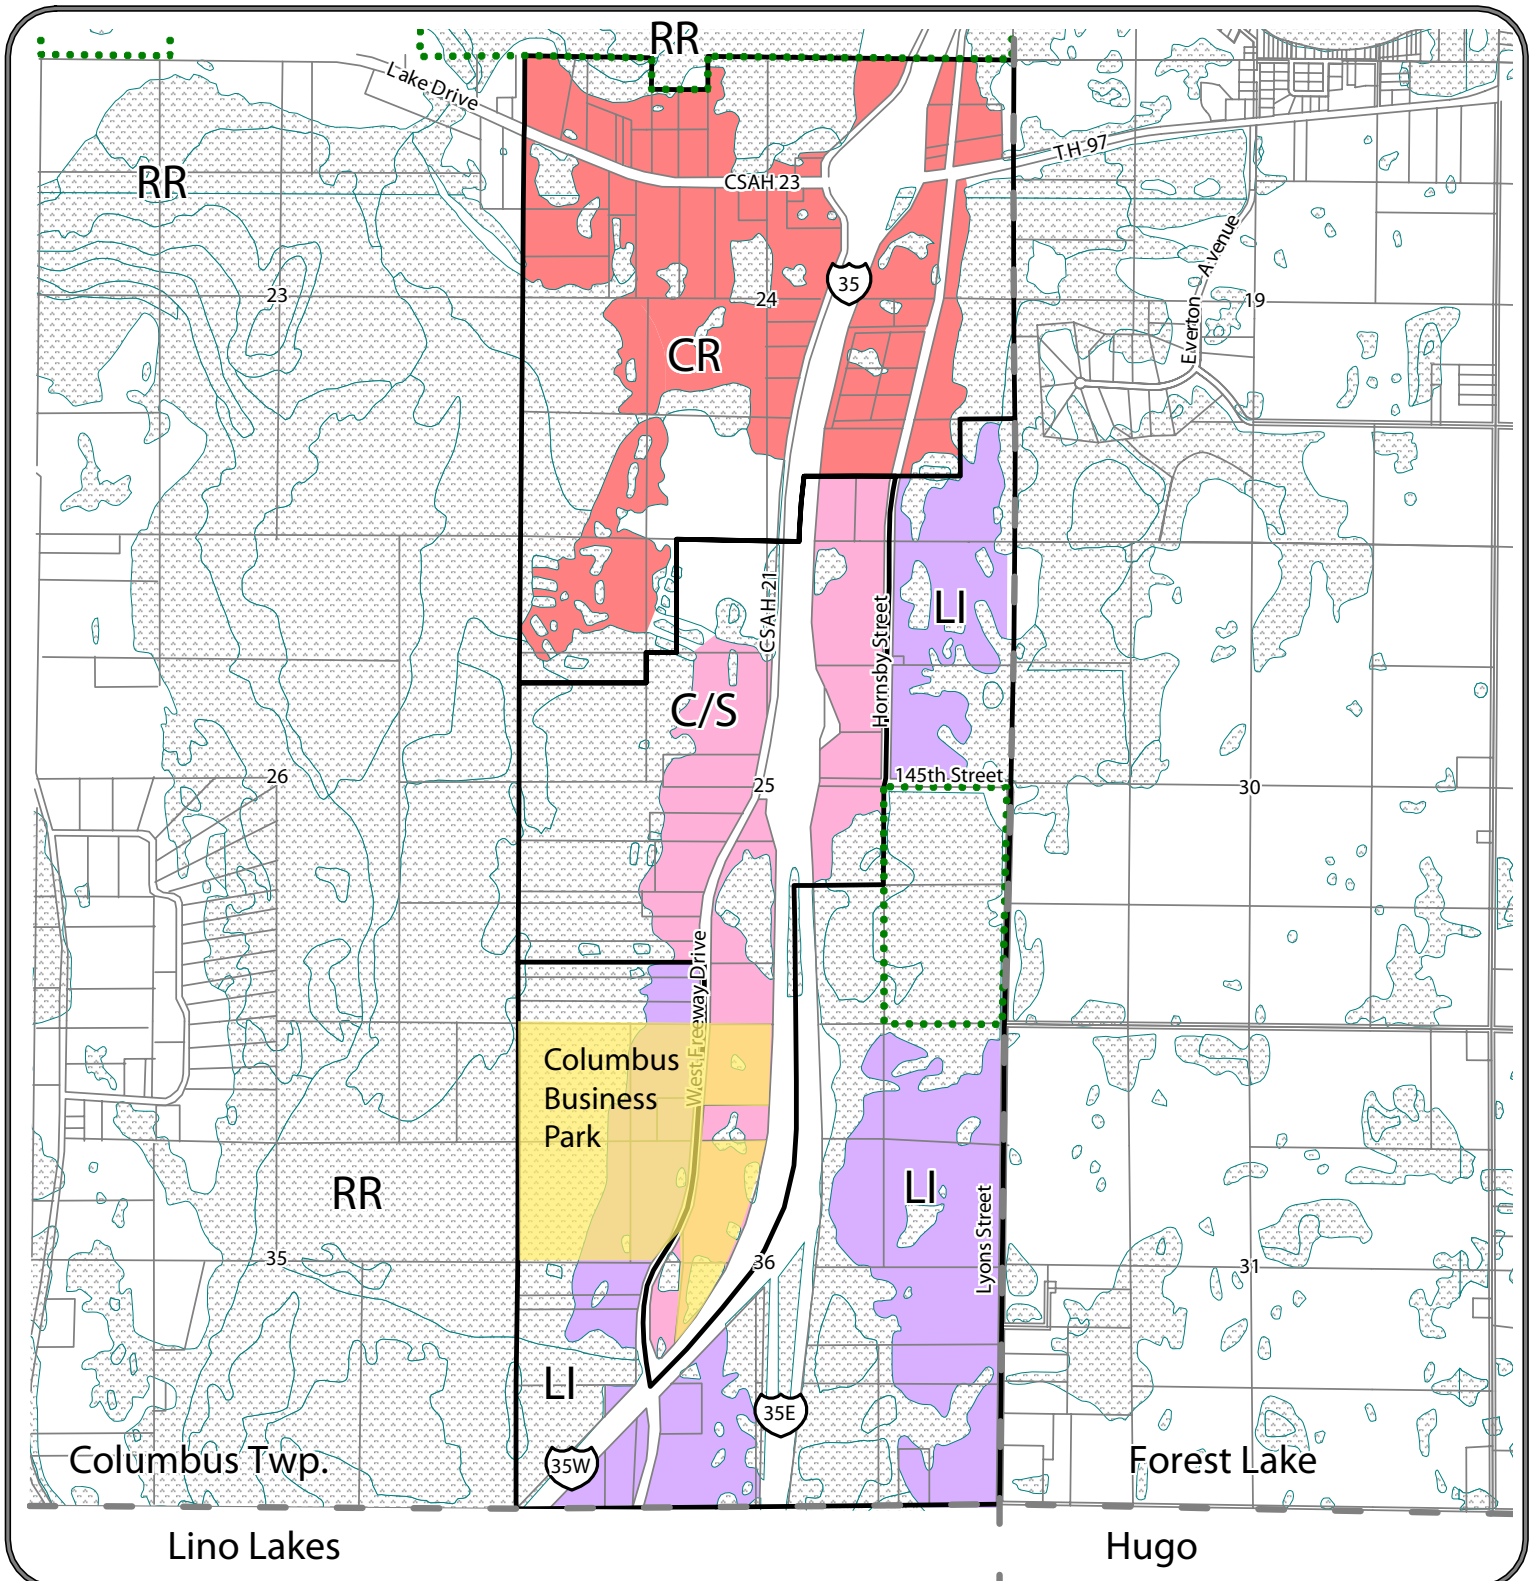 RR
Lake Drive
TH 97
RR
CSAH 23
Everton Avenue
35
23
24
19
CR
CSAH 21
Hornsby Street
LI
C/S
145th Street
26
25
30
West Freeway Drive
Columbus
Business
Park
RR
LI
Lyons Street
35
36
31
LI
35E
35W
Columbus Twp.
Forest Lake
Lino Lakes
Hugo